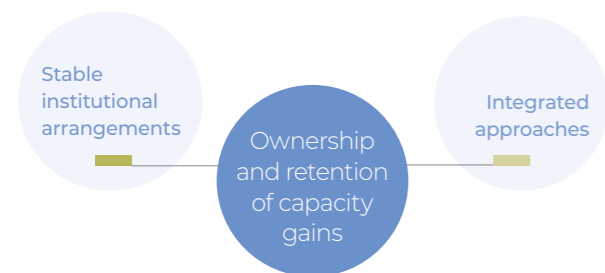 Stable
institutional
arrangements
Ownership
and retention
of capacity
gains
Integrated
approaches